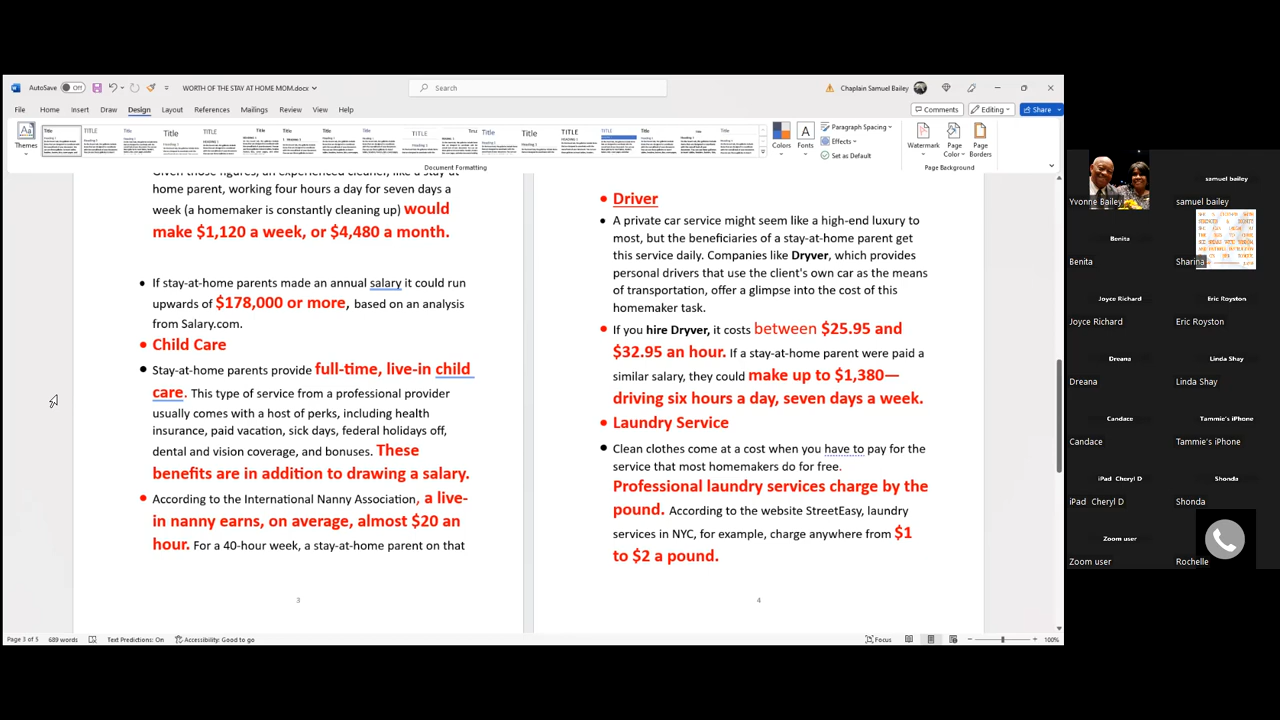 AutoSave Off
WORTH OF THE STAY AT HOME MOM.docx
Search
Chaplain Samuel Bailey
File Home Insert Draw Design Layout References Mailings Review View Help
Comments Editing Share
Themes
Colors
Fonts
Paragraph Spacing
Effects
Set as Default
Watermark
Page Color
Page Borders
Document Formatting
Page Background
home parent, working four hours a day for seven days a
week (a homemaker is constantly cleaning up) would
make $1,120 a week, or $4,480 a month.
• If stay-at-home parents made an annual salary it could run
upwards of $178,000 or more, based on an analysis
from Salary.com.
• Child Care
• Stay-at-home parents provide full-time, live-in child
care. This type of service from a professional provider
usually comes with a host of perks, including health
insurance, paid vacation, sick days, federal holidays off,
dental and vision coverage, and bonuses. These
benefits are in addition to drawing a salary.
• According to the International Nanny Association, a live-
in nanny earns, on average, almost $20 an
hour. For a 40-hour week, a stay-at-home parent on that
3
• Driver
• A private car service might seem like a high-end luxury to
most, but the beneficiaries of a stay-at-home parent get
this service daily. Companies like Dryver, which provides
personal drivers that use the client's own car as the means
of transportation, offer a glimpse into the cost of this
homemaker task.
• If you hire Dryver, it costs between $25.95 and
$32.95 an hour. If a stay-at-home parent were paid a
similar salary, they could make up to $1,380—
driving six hours a day, seven days a week.
• Laundry Service
• Clean clothes come at a cost when you have to pay for the
service that most homemakers do for free.
Professional laundry services charge by the
pound. According to the website StreetEasy, laundry
services in NYC, for example, charge anywhere from $1
to $2 a pound.
4
Page 3 of 5
689 words
Text Predictions: On
Accessibility: Good to go
Focus
100%
Yvonne Bailey
samuel bailey
samuel bailey
Benita
Benita
Joyce Richard
Joyce Richard
Eric Royston
Eric Royston
Dreana
Dreana
Linda Shay
Linda Shay
Candace
Candace
Tammie's iPhone
Tammie's iPhone
iPad Cheryl D
iPad Cheryl D
Shonda
Shonda
Zoom user
Zoom user
Rochelle